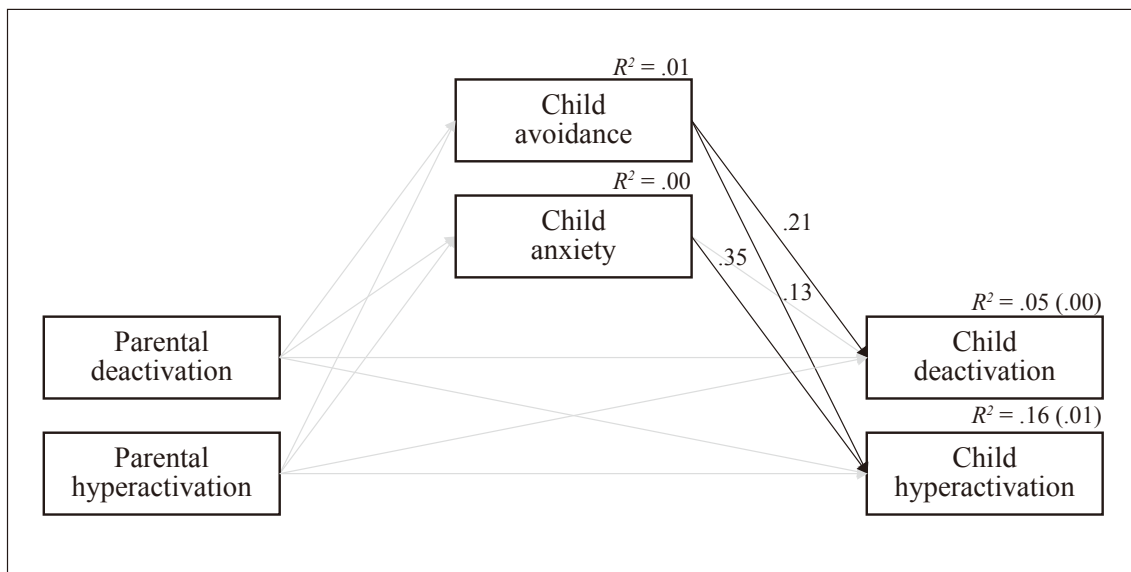 R² = .01
Child
avoidance
R² = .00
Child
anxiety
.21
.35
.13
R² = .05 (.00)
Parental
deactivation
Child
deactivation
R² = .16 (.01)
Parental
hyperactivation
Child
hyperactivation